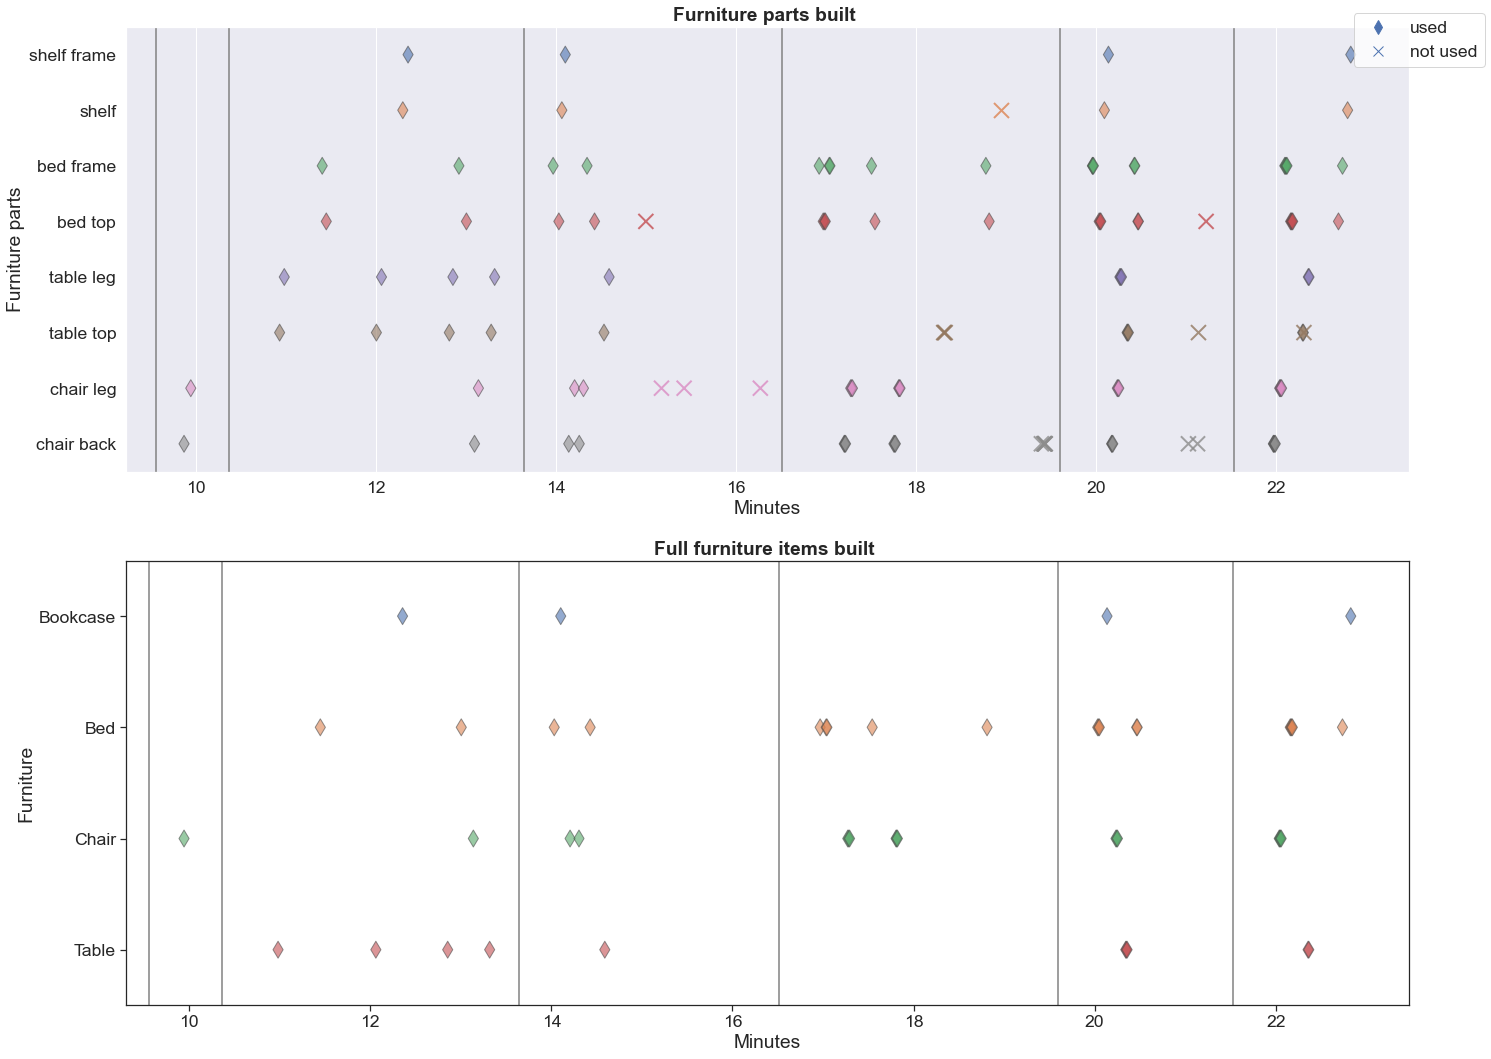 Furniture parts built
used
not used
shelf frame
shelf
bed frame
bed top
table leg
table top
chair leg
chair back
Furniture parts
10 12 14 16 18 20 22
Minutes
Full furniture items built
Bookcase
Bed
Chair
Table
Furniture
10 12 14 16 18 20 22
Minutes